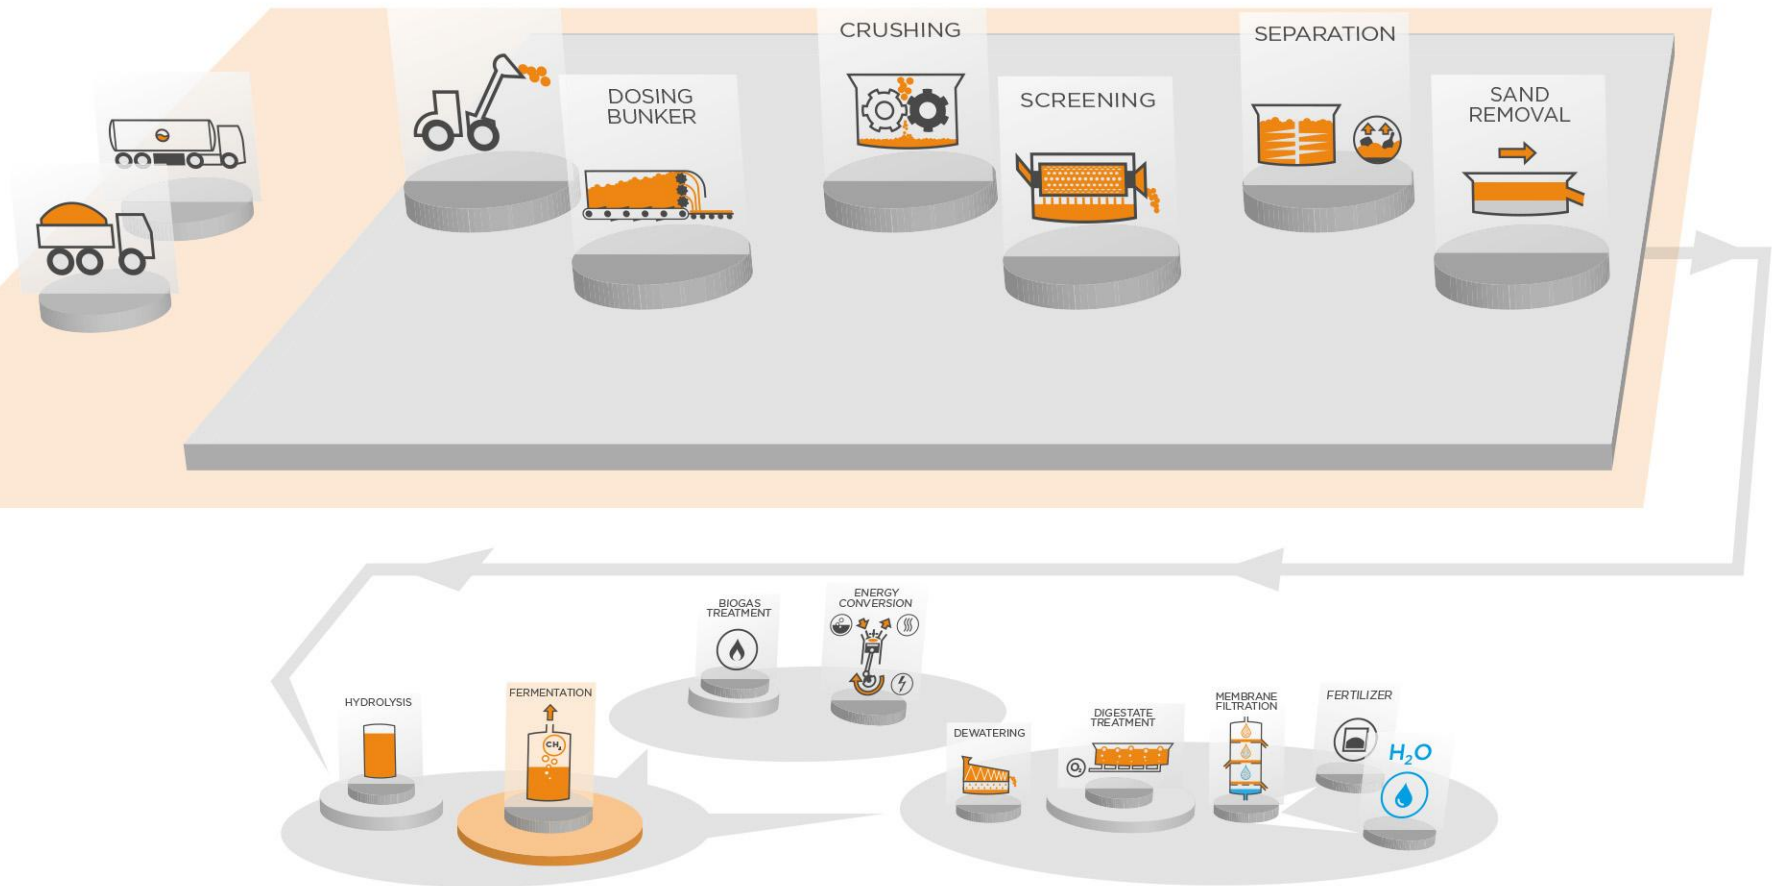 CRUSHING
SEPARATION
DOSING
BUNKER
SCREENING
SAND
REMOVAL
BIOGAS
TREATMENT
ENERGY
CONVERSION
HYDROLYSIS
FERMENTATION
CH₄
DEWATERING
DIGESTATE
TREATMENT
O₂
MEMBRANE
FILTRATION
FERTILIZER
H₂O